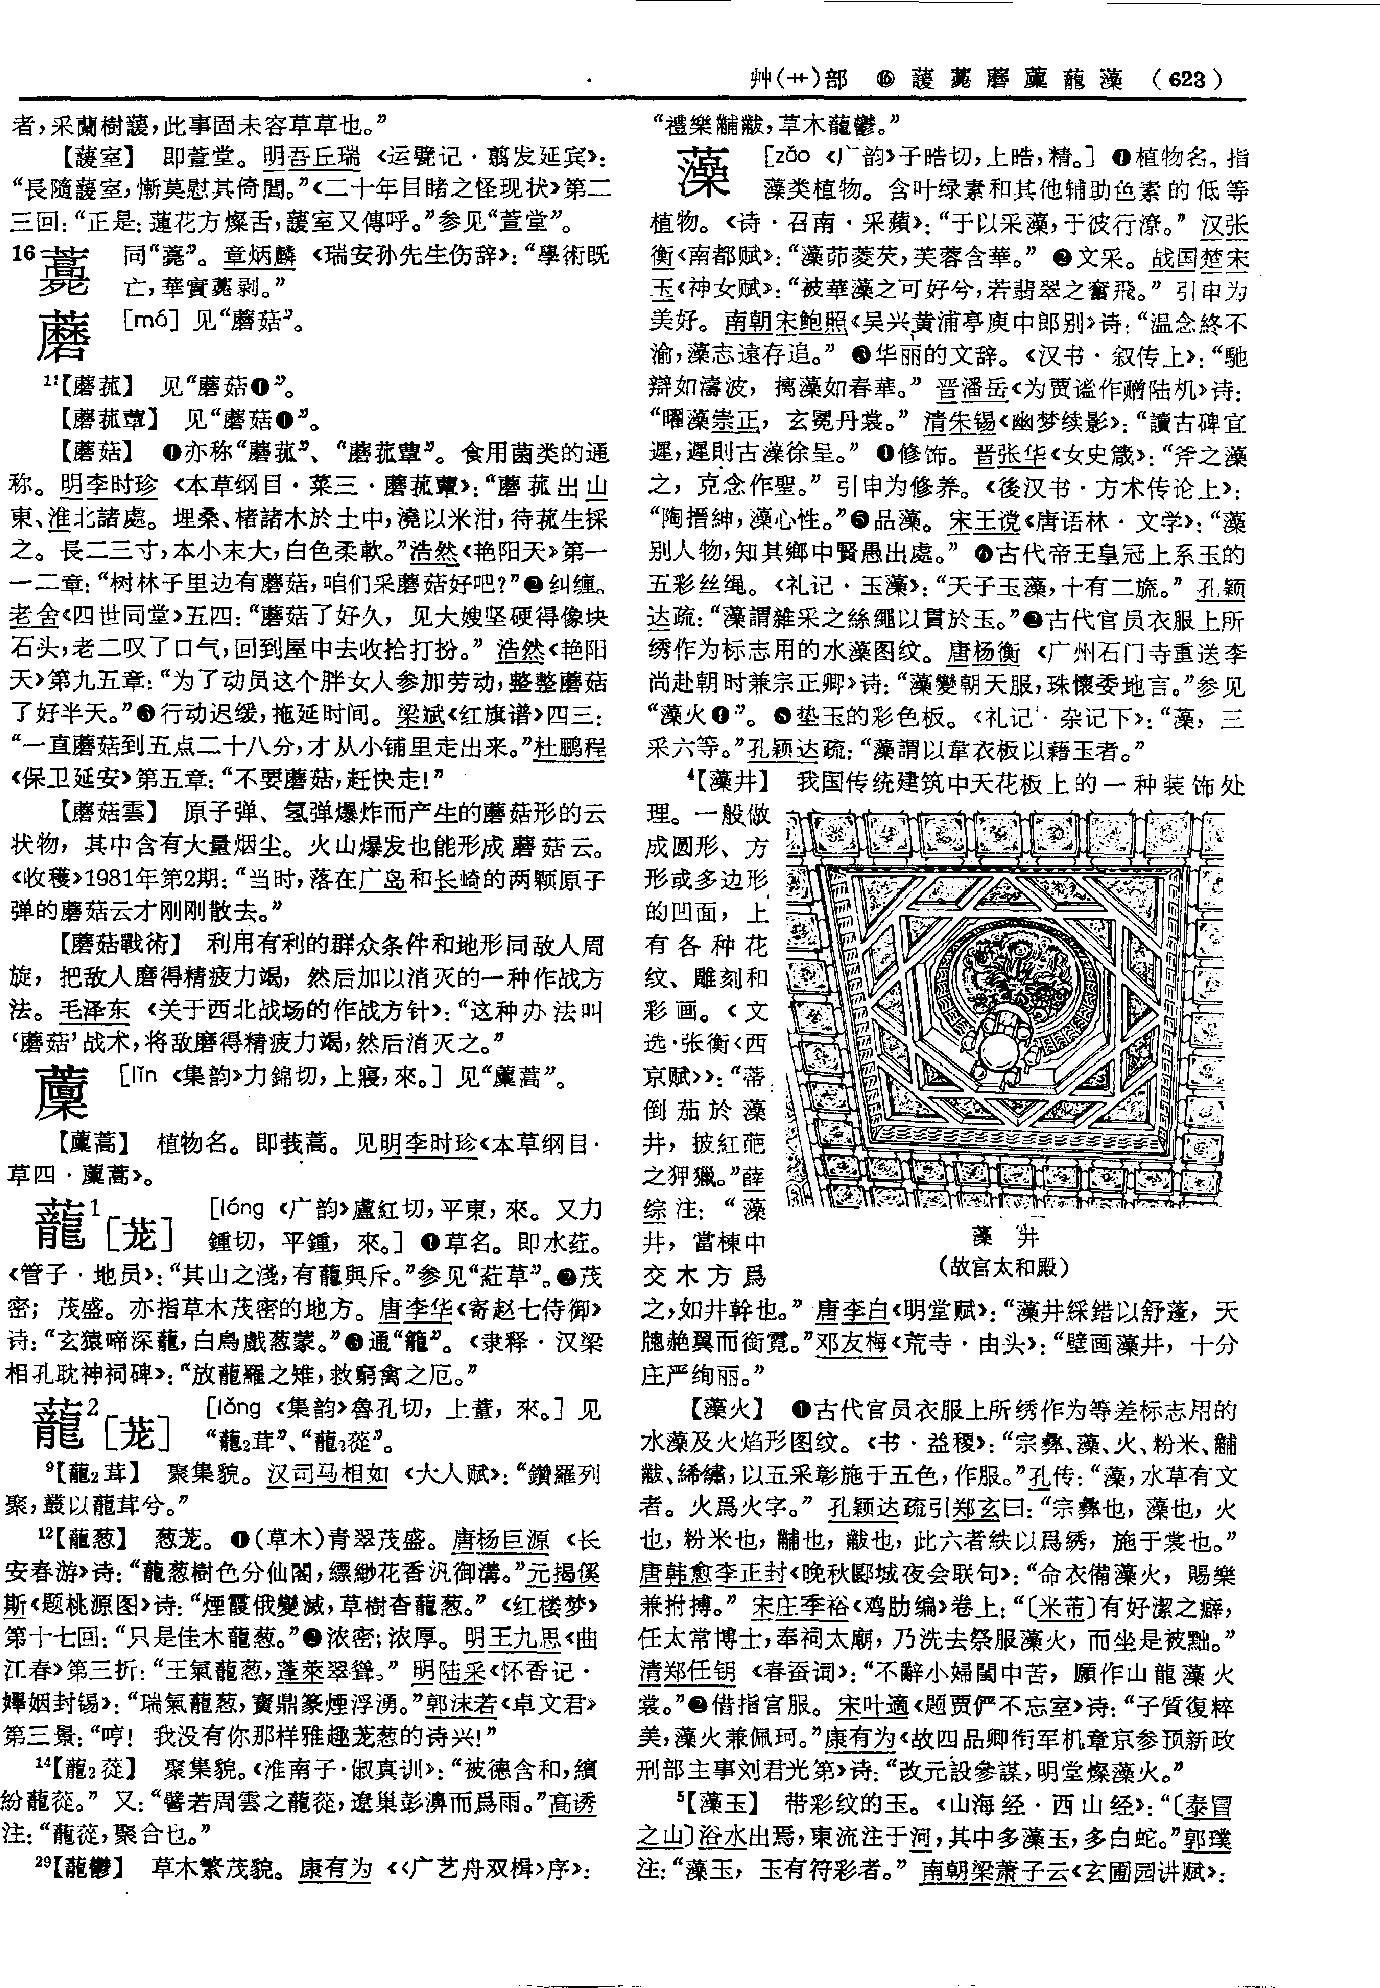 艸(艹)部 ⑯ 藧薨蘑藳蘢藻 (623)
者,采蘭樹藼,此事固未容草草也。”
【藼室】 即萱堂。明吾丘瑞《运甓记·翦发延宾》:
“長隨藼室,慚莫慰其倚閭。”《二十年目睹之怪现状》第二
三回:“正是:蓮花方燦舌,藼室又傳呼。”参见“萱堂”。
16 同“薧”。章炳麟《瑞安孙先生伤辞》:“學術既
亡,華實薧剥。”
蘑 [mó] 见“蘑菇”。
11【蘑菰】 见“蘑菇❶”。
【蘑菰蕈】 见“蘑菇❶”。
【蘑菇】 ❶亦称“蘑菰”、“蘑菰蕈”。食用菌类的通
称。明李时珍《本草纲目·菜三·蘑菰蕈》:“蘑菰出山
東、淮北諸處。埋桑、楮諸木於土中,澆以米泔,待菰生採
之。長二三寸,本小末大,白色柔軟。”浩然《艳阳天》第一
一二章:“树林子里边有蘑菇,咱们采蘑菇好吧?”❷纠缠。
老舍《四世同堂》五四:“蘑菇了好久,见大嫂坚硬得像块
石头,老二叹了口气,回到屋中去收拾打扮。”浩然《艳阳
天》第九五章:“为了动员这个胖女人参加劳动,整整蘑菇
了好半天。”❸行动迟缓,拖延时间。梁斌《红旗谱》四三:
“一直蘑菇到五点二十八分,才从小铺里走出来。”杜鹏程
《保卫延安》第五章:“不要蘑菇,赶快走!”
【蘑菇雲】 原子弹、氢弹爆炸而产生的蘑菇形的云
状物,其中含有大量烟尘。火山爆发也能形成蘑菇云。
《收穫》1981年第2期:“当时,落在广岛和长崎的两颗原子
弹的蘑菇云才刚刚散去。”
【蘑菇戰術】 利用有利的群众条件和地形同敌人周
旋,把敌人磨得精疲力竭,然后加以消灭的一种作战方
法。毛泽东《关于西北战场的作战方针》:“这种办法叫
‘蘑菇’战术,将敌磨得精疲力竭,然后消灭之。”
藳 [lǐn 《集韵》力錦切,上寢,來。] 见“藳蒿”。
【藳蒿】 植物名。即莪蒿。见明李时珍《本草纲目·
草四·藳蒿》。
蘢1[茏] [lóng 《广韵》盧紅切,平東,來。又力
鍾切,平鍾,來。] ❶草名。即水荭。
《管子·地员》:“其山之淺,有蘢與斥。”参见“葒草”。❷茂
密;茂盛。亦指草木茂密的地方。唐李华《寄赵七侍御》
诗:“玄猿啼深蘢,白鳥戲葱蒙。”❸通“籠”。《隶释·汉梁
相孔耽神祠碑》:“放蘢羅之雉,救窮禽之厄。”
蘢2[茏] [lǒng 《集韵》魯孔切,上董,來。] 见
“蘢2茸”、“蘢2蓯”。
9【蘢2茸】 聚集貌。汉司马相如《大人赋》:“鑽羅列
聚,叢以蘢茸兮。”
12【蘢葱】 葱茏。❶(草木)青翠茂盛。唐杨巨源《长
安春游》诗:“蘢葱樹色分仙閣,縹緲花香汎御溝。”元揭傒
斯《题桃源图》诗:“煙霞俄變滅,草樹杳蘢葱。”《红楼梦》
第十七回:“只是佳木蘢葱。”❷浓密;浓厚。明王九思《曲
江春》第三折:“王氣蘢葱,蓬萊翠聳。”明陆采《怀香记·
婵姻封锡》:“瑞氣蘢葱,寶鼎篆煙浮湧。”郭沫若《卓文君》
第三景:“哼!我没有你那样雅趣茏葱的诗兴!”
14【蘢2蓯】 聚集貌。《淮南子·俶真训》:“被德含和,繽
紛蘢蓯。”又:“譬若周雲之蘢蓯,遼巢彭濞而爲雨。”高诱
注:“蘢蓯,聚合也。”
29【蘢鬱】 草木繁茂貌。康有为《〈广艺舟双楫〉序》:
“禮樂黼黻,草木蘢鬱。”
藻 [zǎo 《广韵》子晧切,上晧,精。] ❶植物名。指
藻类植物。含叶绿素和其他辅助色素的低等
植物。《诗·召南·采蘋》:“于以采藻,于彼行潦。”汉张
衡《南都赋》:“藻茆菱芡,芙蓉含華。”❷文采。战国楚宋
玉《神女赋》:“被華藻之可好兮,若翡翠之奮飛。”引申为
美好。南朝宋鲍照《吴兴黄浦亭庾中郎别》诗:“温念終不
渝,藻志遠存追。”❸华丽的文辞。《汉书·叙传上》:“馳
辯如濤波,摛藻如春華。”晋潘岳《为贾谧作赠陆机》诗:
“曜藻崇正,玄冕丹裳。”清朱锡《幽梦续影》:“讀古碑宜
遲,遲則古藻徐呈。”❹修饰。晋张华《女史箴》:“斧之藻
之,克念作聖。”引申为修养。《後汉书·方术传论上》:
“陶搢紳,藻心性。”❺品藻。宋王谠《唐语林·文学》:“藻
别人物,知其鄉中賢愚出處。”❻古代帝王皇冠上系玉的
五彩丝绳。《礼记·玉藻》:“天子玉藻,十有二旒。”孔颖
达疏:“藻謂雜采之絲繩以貫於玉。”❼古代官员衣服上所
绣作为标志用的水藻图纹。唐杨衡《广州石门寺重送李
尚赴朝时兼宗正卿》诗:“藻變朝天服,珠懷委地言。”参见
“藻火❶”。❽垫玉的彩色板。《礼记·杂记下》:“藻,三
采六等。”孔颖达疏:“藻謂以韋衣板以藉玉者。”
4【藻井】 我国传统建筑中天花板上的一种装饰处
理。一般做
成圆形、方
形或多边形
的凹面,上
有各种花
纹、雕刻和
彩画。《文
选·张衡〈西
京赋〉》:“蒂
倒茄於藻
井,披紅葩
之狎獵。”薛
综注:“藻
井,當棟中
交木方爲
之,如井幹也。”唐李白《明堂赋》:“藻井綵錯以舒蓬,天
牕赩翼而銜霓。”邓友梅《荒寺·由头》:“壁画藻井,十分
庄严绚丽。”
藻井
(故宫太和殿)
【藻火】 ❶古代官员衣服上所绣作为等差标志用的
水藻及火焰形图纹。《书·益稷》:“宗彝、藻、火、粉米、黼
黻、絺繡,以五采彰施于五色,作服。”孔传:“藻,水草有文
者。火爲火字。”孔颖达疏引郑玄曰:“宗彝也,藻也,火
也,粉米也,黼也,黻也,此六者紩以爲绣,施于裳也。”
唐韩愈李正封《晚秋郾城夜会联句》:“命衣備藻火,賜樂
兼拊搏。”宋庄季裕《鸡肋编》卷上:“〔米芾〕有好潔之癖,
任太常博士,奉祠太廟,乃洗去祭服藻火,而坐是被黜。”
清郑任钥《春蚕词》:“不辭小婦閨中苦,願作山龍藻火
裳。”❷借指官服。宋叶適《题贾俨不忘室》诗:“子質復粹
美,藻火兼佩珂。”康有为《故四品卿衔军机章京参预新政
刑部主事刘君光第》诗:“改元設參謀,明堂燦藻火。”
5【藻玉】 带彩纹的玉。《山海经·西山经》:“〔泰冒
之山〕浴水出焉,東流注于河,其中多藻玉,多白蛇。”郭璞
注:“藻玉,玉有符彩者。”南朝梁萧子云《玄圃园讲赋》: